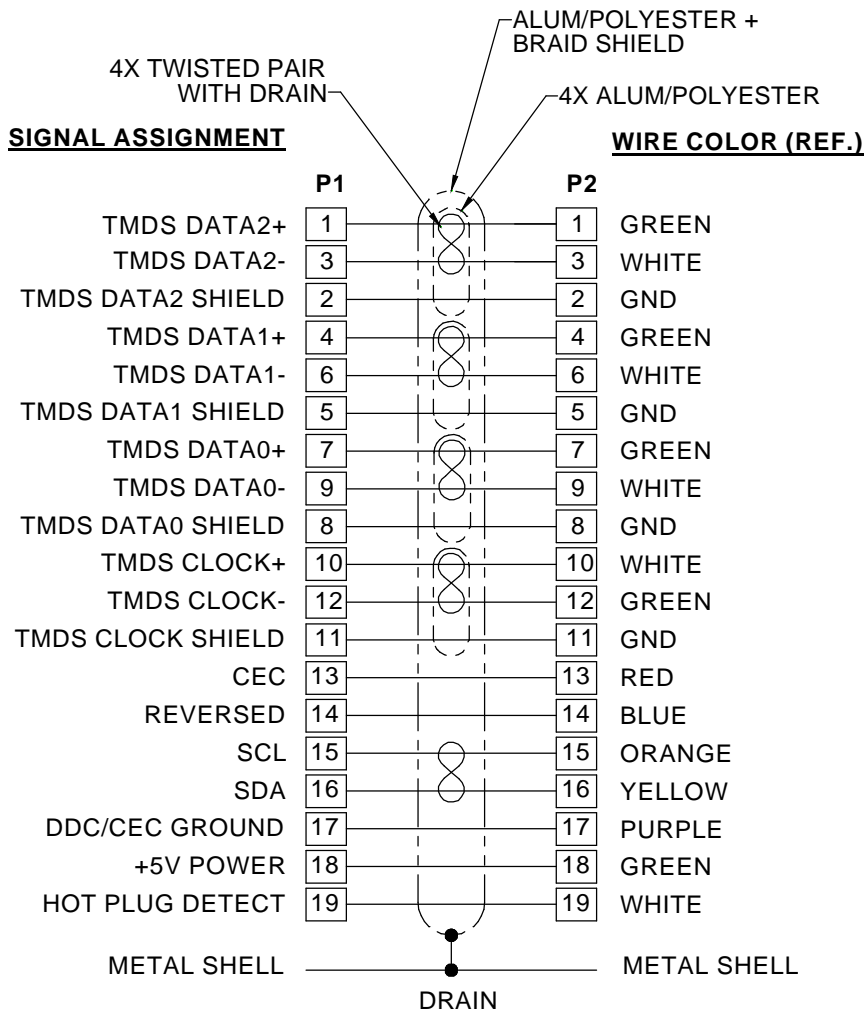 ALUM/POLYESTER +
BRAID SHIELD
4X TWISTED PAIR
WITH DRAIN
4X ALUM/POLYESTER
SIGNAL ASSIGNMENT
WIRE COLOR (REF.)
P1 P2
TMDS DATA2+ 1 1 GREEN
TMDS DATA2- 3 3 WHITE
TMDS DATA2 SHIELD 2 2 GND
TMDS DATA1+ 4 4 GREEN
TMDS DATA1- 6 6 WHITE
TMDS DATA1 SHIELD 5 5 GND
TMDS DATA0+ 7 7 GREEN
TMDS DATA0- 9 9 WHITE
TMDS DATA0 SHIELD 8 8 GND
TMDS CLOCK+ 10 10 WHITE
TMDS CLOCK- 12 12 GREEN
TMDS CLOCK SHIELD 11 11 GND
CEC 13 13 RED
REVERSED 14 14 BLUE
SCL 15 15 ORANGE
SDA 16 16 YELLOW
DDC/CEC GROUND 17 17 PURPLE
+5V POWER 18 18 GREEN
HOT PLUG DETECT 19 19 WHITE
METAL SHELL METAL SHELL
DRAIN